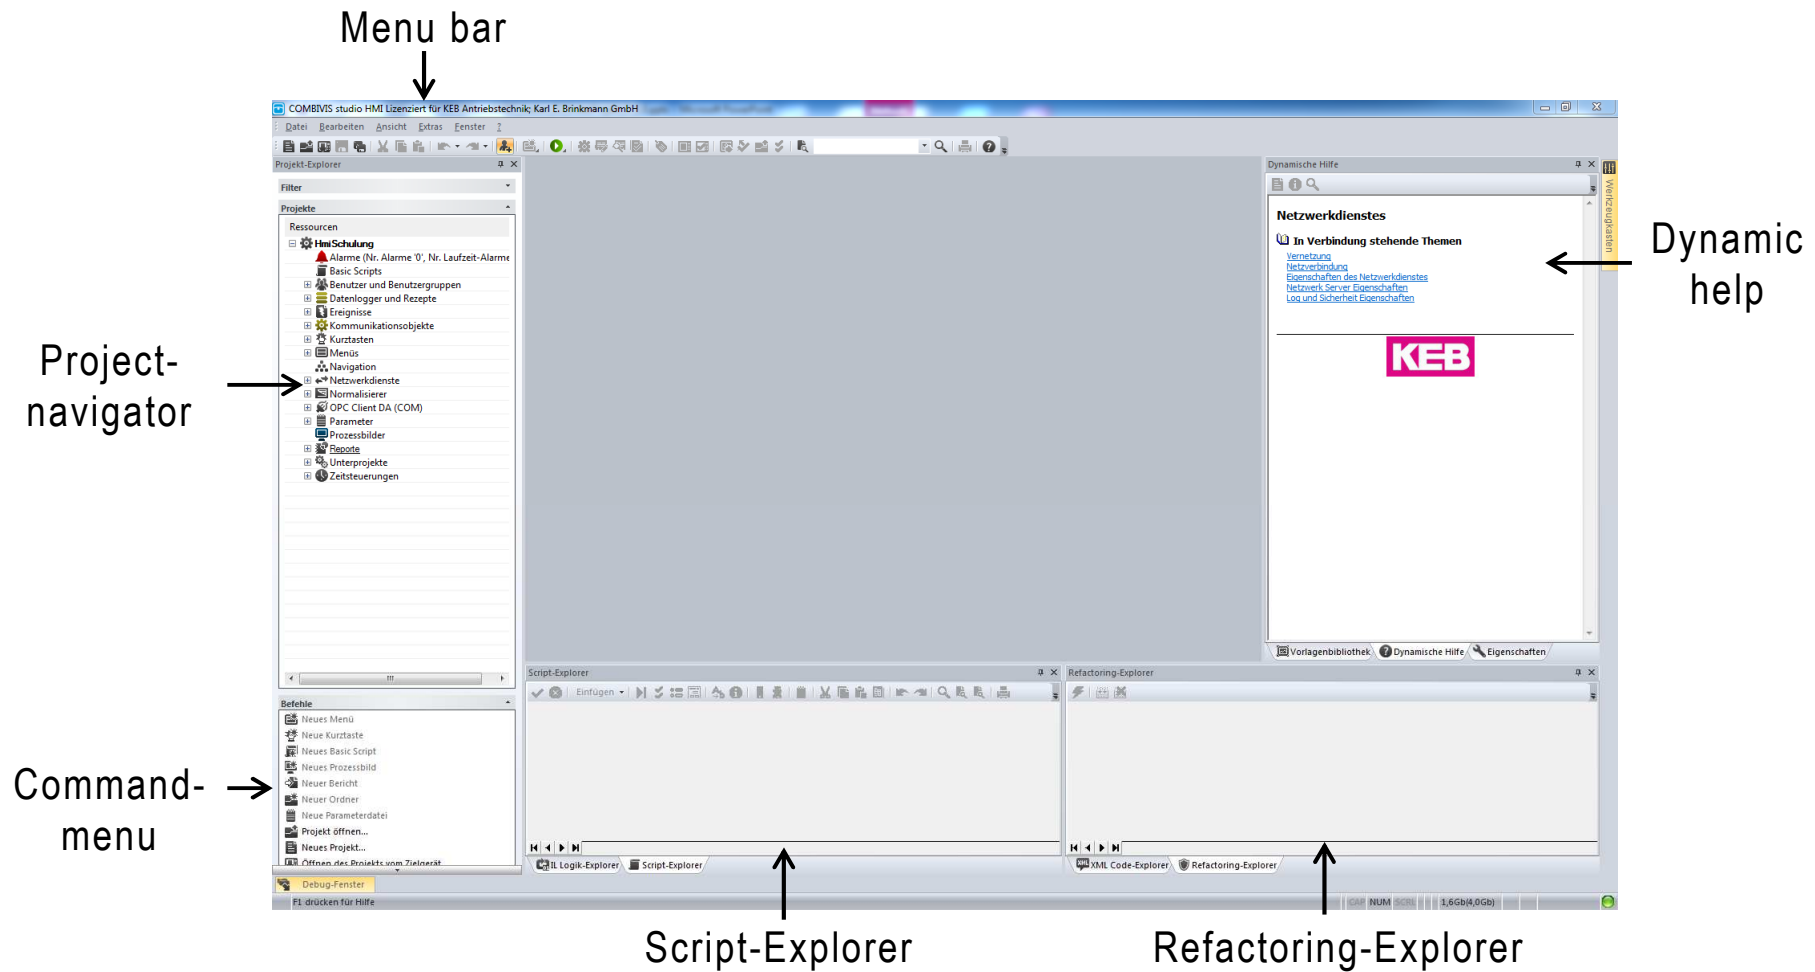 Menu bar
COMBIVIS studio HMI Lizenziert für KEB Antriebstechnik; Karl E. Brinkmann GmbH
Datei Bearbeiten Ansicht Extras Fenster ?
Projekt-Explorer
Filter
Projekte
Ressourcen
HmiSchulung
Alarme (Nr. Alarme '0', Nr. Laufzeit-Alarme
Basic Scripts
Benutzer und Benutzergruppen
Datenlogger und Rezepte
Ereignisse
Kommunikationsobjekte
Kurztasten
Menüs
Navigation
Netzwerkdienste
Normalisierer
OPC Client DA (COM)
Parameter
Prozessbilder
Reporte
Unterprojekte
Zeitsteuerungen
Project-
navigator
Befehle
Neues Menü
Neue Kurztaste
Neues Basic Script
Neues Prozessbild
Neuer Bericht
Neuer Ordner
Neue Parameterdatei
Projekt öffnen...
Neues Projekt...
Öffnen des Projekts vom Zielgerät
Command-
menu
Dynamische Hilfe
Netzwerkdienstes
In Verbindung stehende Themen
Vernetzung
Netzverbindung
Eigenschaften des Netzwerkdienstes
Netzwerk Server Eigenschaften
Log und Sicherheit Eigenschaften
KEB
Werkzeugkasten
Dynamic
help
Vorlagenbibliothek Dynamische Hilfe Eigenschaften
Script-Explorer
Einfügen
IL Logik-Explorer Script-Explorer
Refactoring-Explorer
XML Code-Explorer Refactoring-Explorer
Debug-Fenster
F1 drücken für Hilfe
CAP NUM SCRL 1,6Gb(4,0Gb)
Script-Explorer
Refactoring-Explorer